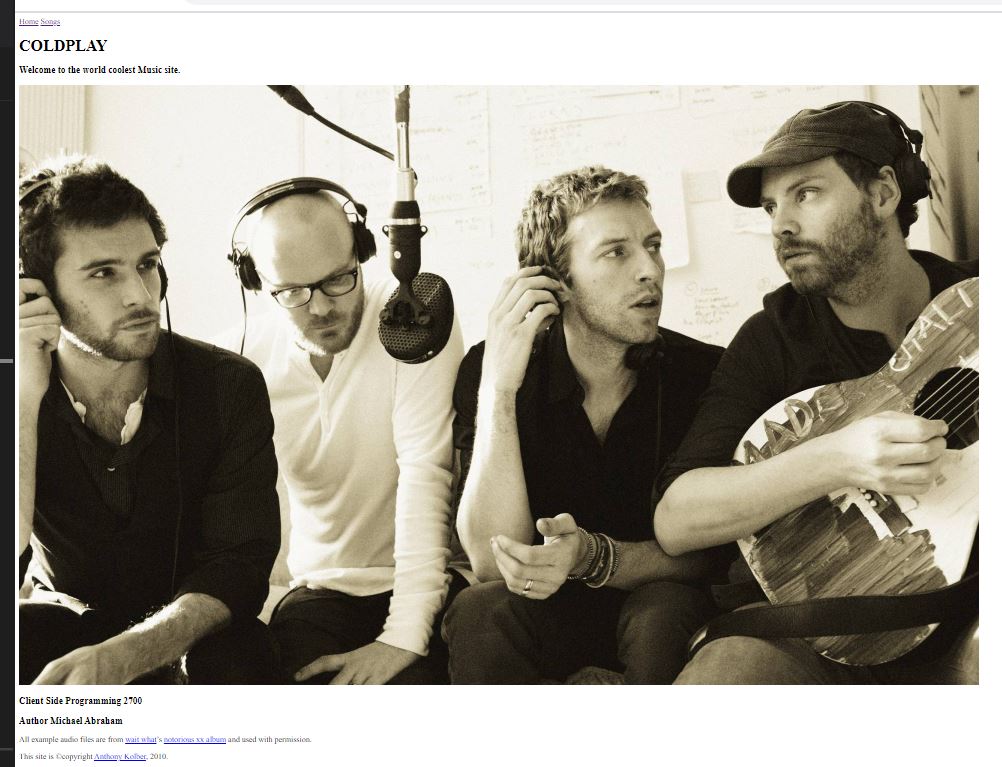 Home Songs
COLDPLAY
Welcome to the world coolest Music site.
MADE
Client Side Programming 2700
Author Michael Abraham
All example audio files are from wait what's notorious xx album and used with permission.
This site is ©copyright Anthony Kolber, 2010.